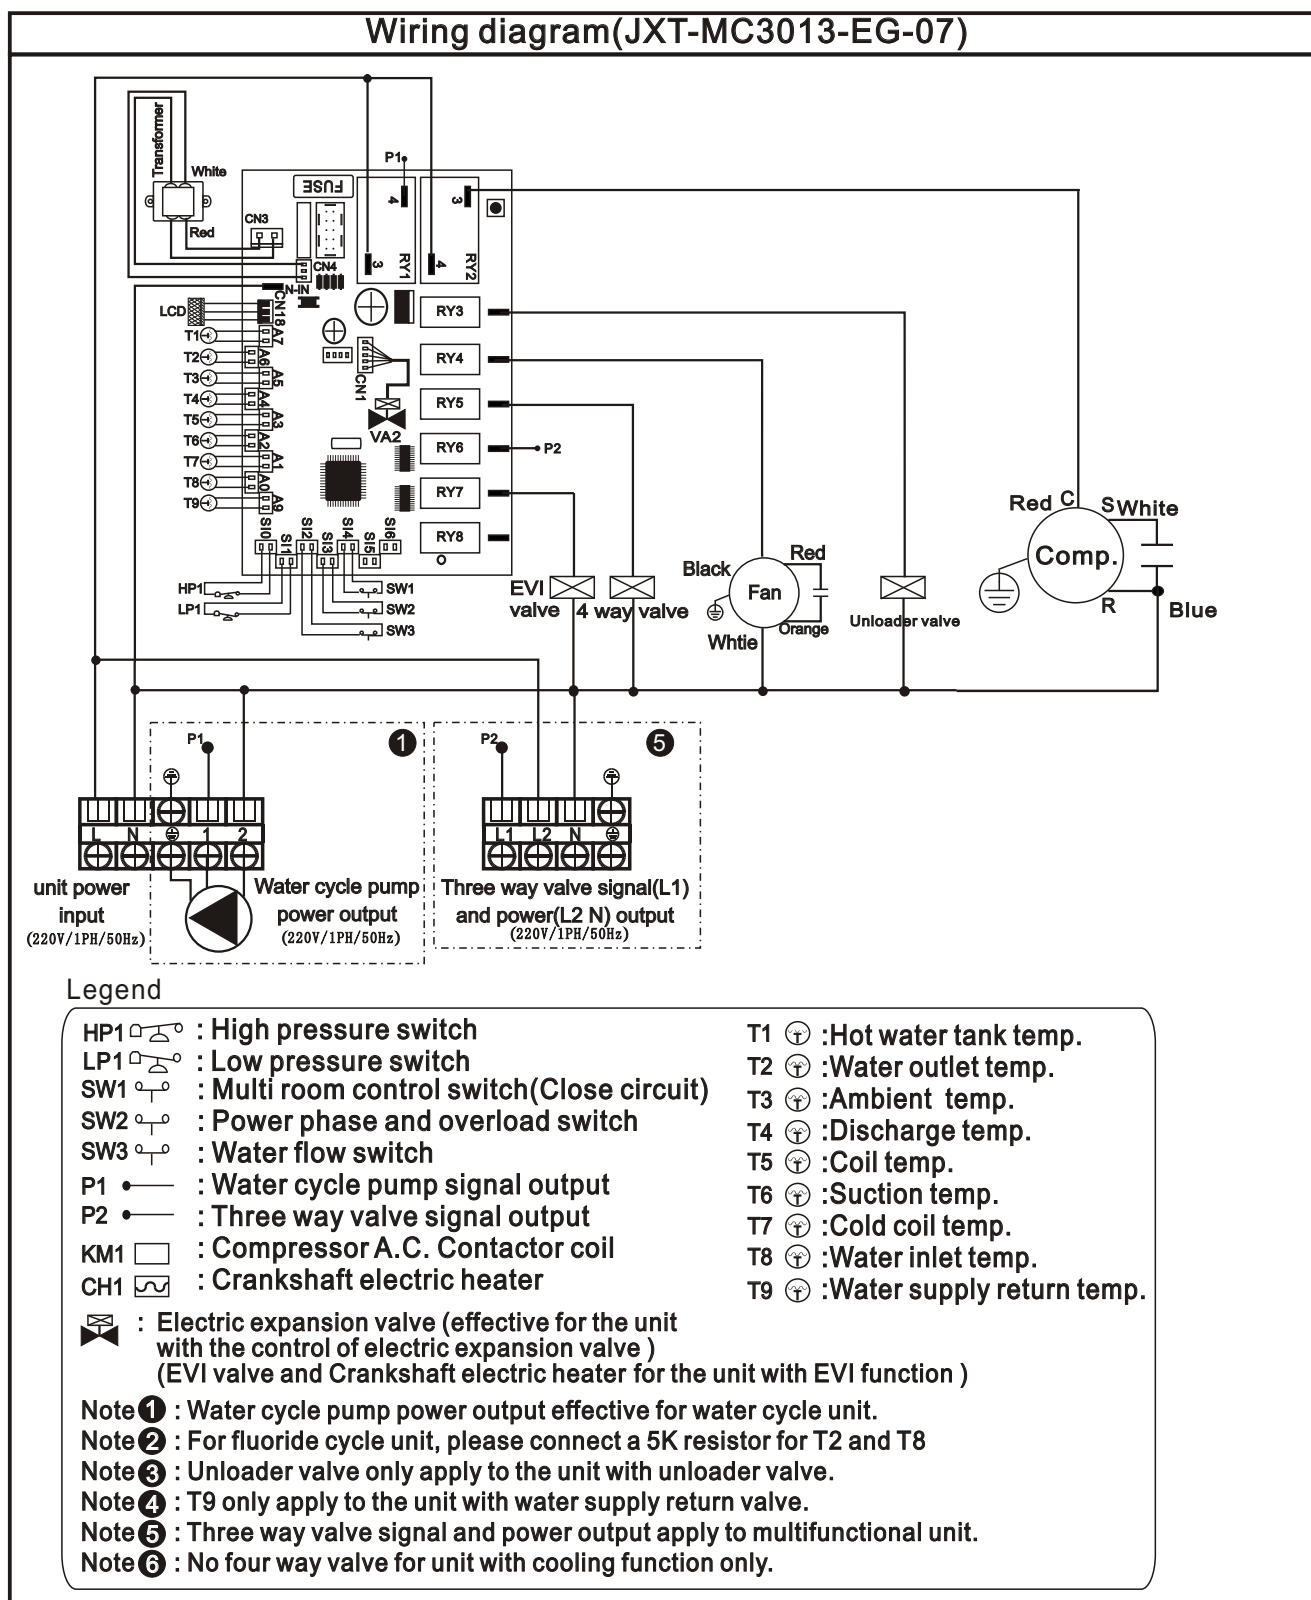 Wiring diagram(JXT-MC3013-EG-07)
Transformer
White
Red
CN3
FUSE
P1
4
3
RY1
3
4
RY2
CN4
N-IN
CN18
LCD
T1
A7
T2
A6
T3
A5
T4
A4
T5
A3
T6
A2
T7
A1
T8
A0
T9
A9
CN1
VA2
RY3
RY4
RY5
RY6
P2
RY7
RY8
SI0
SI1
SI2
SI3
SI4
SI5
SI6
HP1
LP1
SW1
SW2
SW3
EVI
valve
4 way valve
Black
Red
Fan
Orange
Whtie
Unloader valve
Red C
S White
Comp.
R
Blue
P1
1
P2
5
L N 1 2
L1 L2 N
unit power
input
(220V/1PH/50Hz)
Water cycle pump
power output
(220V/1PH/50Hz)
Three way valve signal(L1)
and power(L2 N) output
(220V/1PH/50Hz)
Legend
HP1 : High pressure switch
LP1 : Low pressure switch
SW1 : Multi room control switch(Close circuit)
SW2 : Power phase and overload switch
SW3 : Water flow switch
P1 : Water cycle pump signal output
P2 : Three way valve signal output
KM1 : Compressor A.C. Contactor coil
CH1 : Crankshaft electric heater
T1 :Hot water tank temp.
T2 :Water outlet temp.
T3 :Ambient temp.
T4 :Discharge temp.
T5 :Coil temp.
T6 :Suction temp.
T7 :Cold coil temp.
T8 :Water inlet temp.
T9 :Water supply return temp.
: Electric expansion valve (effective for the unit
with the control of electric expansion valve )
(EVI valve and Crankshaft electric heater for the unit with EVI function )
Note 1 : Water cycle pump power output effective for water cycle unit.
Note 2 : For fluoride cycle unit, please connect a 5K resistor for T2 and T8
Note 3 : Unloader valve only apply to the unit with unloader valve.
Note 4 : T9 only apply to the unit with water supply return valve.
Note 5 : Three way valve signal and power output apply to multifunctional unit.
Note 6 : No four way valve for unit with cooling function only.